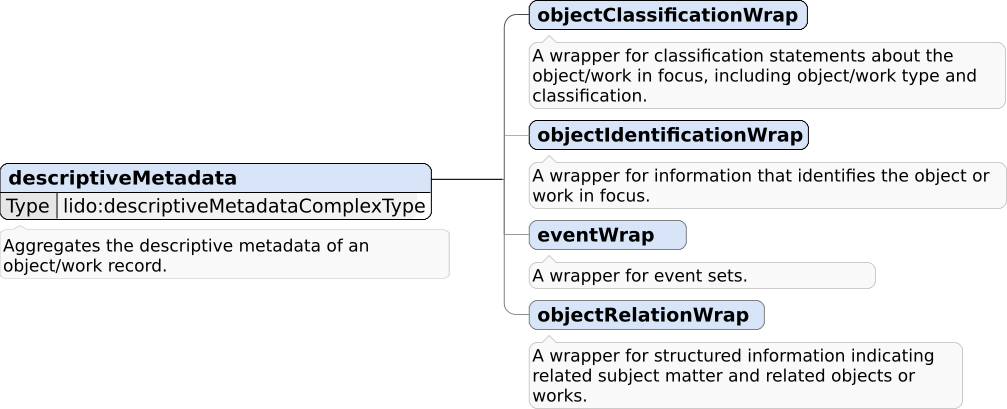 objectClassificationWrap
A wrapper for classification statements about the
object/work in focus, including object/work type and
classification.
objectIdentificationWrap
A wrapper for information that identifies the object or
work in focus.
descriptiveMetadata
Type lido:descriptiveMetadataComplexType
Aggregates the descriptive metadata of an
object/work record.
eventWrap
A wrapper for event sets.
objectRelationWrap
A wrapper for structured information indicating
related subject matter and related objects or
works.